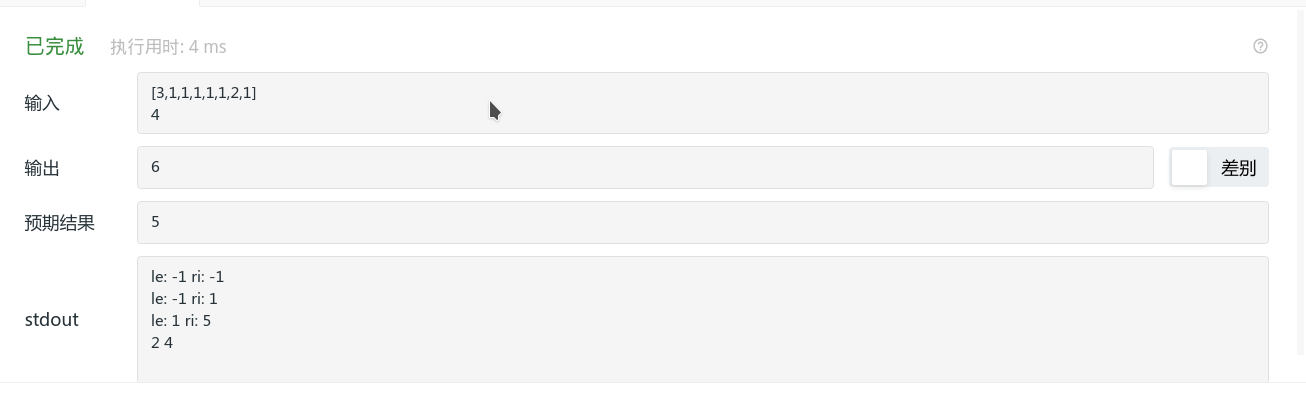 已完成 执行用时: 4 ms
输入
[3,1,1,1,1,1,2,1]
4
输出
6
差别
预期结果
5
stdout
le: -1 ri: -1
le: -1 ri: 1
le: 1 ri: 5
2 4